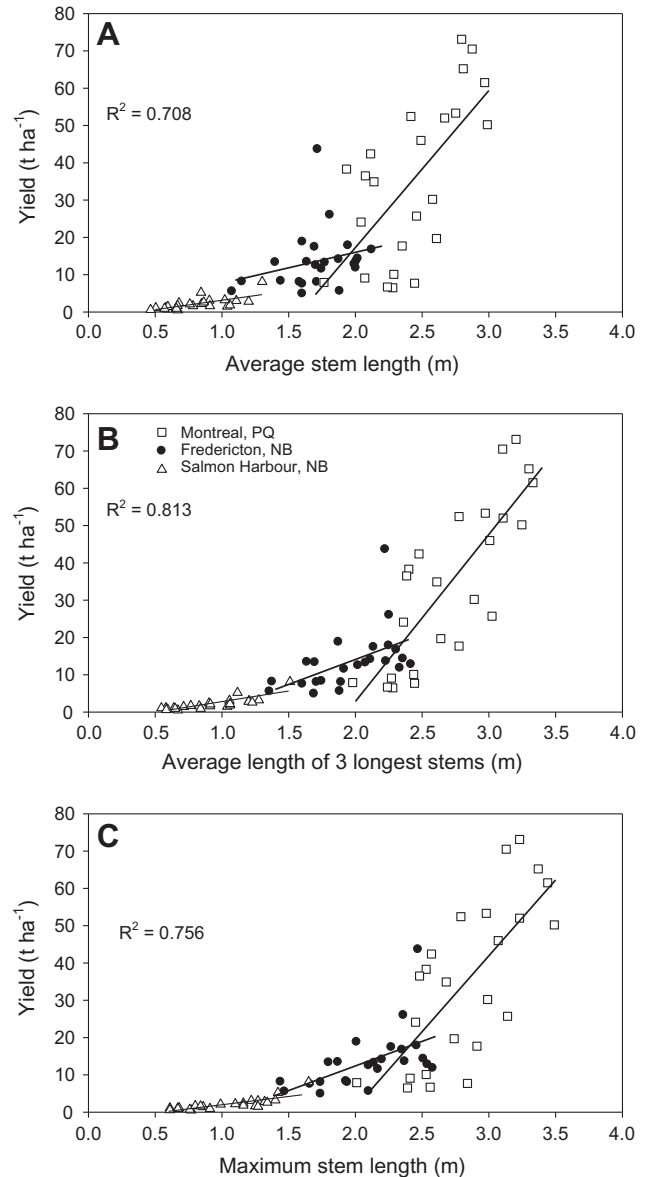 A
80
70
60
50
40
30
20
10
0
Yield (t ha⁻¹)
R² = 0.708
0.0 0.5 1.0 1.5 2.0 2.5 3.0 3.5 4.0
Average stem length (m)
B
80
70
60
50
40
30
20
10
0
Yield (t ha⁻¹)
Montreal, PQ
Fredericton, NB
Salmon Harbour, NB
R² = 0.813
0.0 0.5 1.0 1.5 2.0 2.5 3.0 3.5 4.0
Average length of 3 longest stems (m)
C
80
70
60
50
40
30
20
10
0
Yield (t ha⁻¹)
R² = 0.756
0.0 0.5 1.0 1.5 2.0 2.5 3.0 3.5 4.0
Maximum stem length (m)